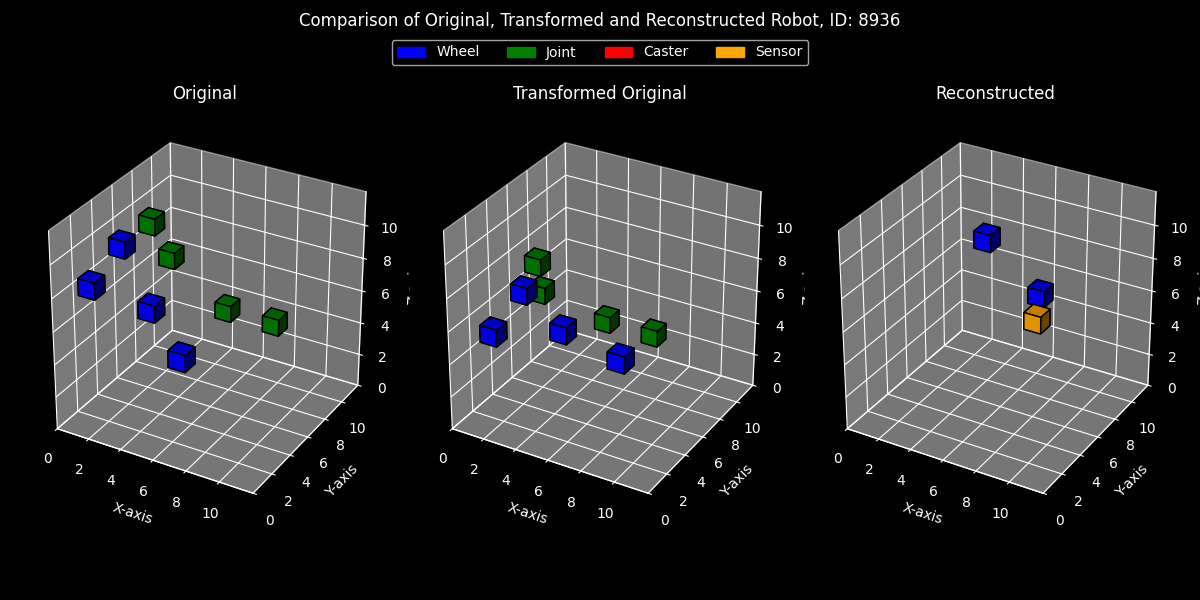 Comparison of Original, Transformed and Reconstructed Robot, ID: 8936
Wheel Joint Caster Sensor
Original Transformed Original Reconstructed
10 10 10
8 8 8
6 6 6
4 4 4
2 2 2
0 0 0
0 2 4 6 8 10 0 2 4 6 8 10 0 2 4 6 8 10
0 2 4 6 8 10 0 2 4 6 8 10 0 2 4 6 8 10
X-axis Y-axis X-axis Y-axis X-axis Y-axis